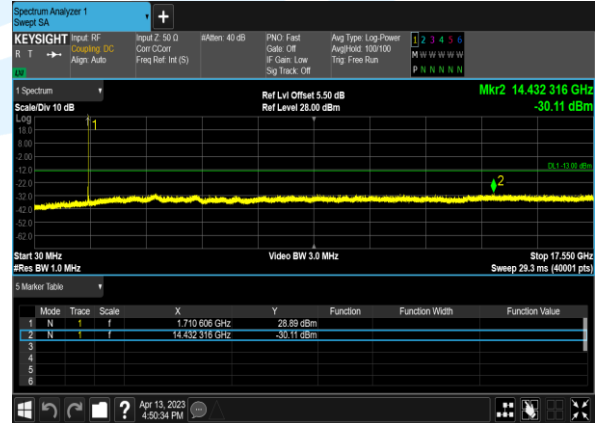 Spectrum Analyzer 1
Swept SA
+
KEYSIGHT Input: RF Input Z: 50 Ω #Atten: 40 dB PNO: Fast Avg Type: Log-Power 1 2 3 4 5 6
R T Coupling: DC Corr CCorr Gate: Off Avg|Hold: 100/100 M W W W W W
Align: Auto Freq Ref: Int (S) IF Gain: Low Trig: Free Run P N N N N N
Sig Track: Off
1 Spectrum Ref Lvl Offset 5.50 dB Mkr2 14.432 316 GHz
Scale/Div 10 dB Ref Level 28.00 dBm -30.11 dBm
Log
1
18.0
8.00
-2.00
-12.0 DL1 -13.00 dBm
-22.0 2
-32.0
-42.0
-52.0
-62.0
Start 30 MHz Video BW 3.0 MHz Stop 17.550 GHz
#Res BW 1.0 MHz Sweep 29.3 ms (40001 pts)
5 Marker Table
Mode Trace Scale X Y Function Function Width Function Value
1 N 1 f 1.710 606 GHz 28.89 dBm
2 N 1 f 14.432 316 GHz -30.11 dBm
3
4
5
6
? Apr 13, 2023
4:50:34 PM